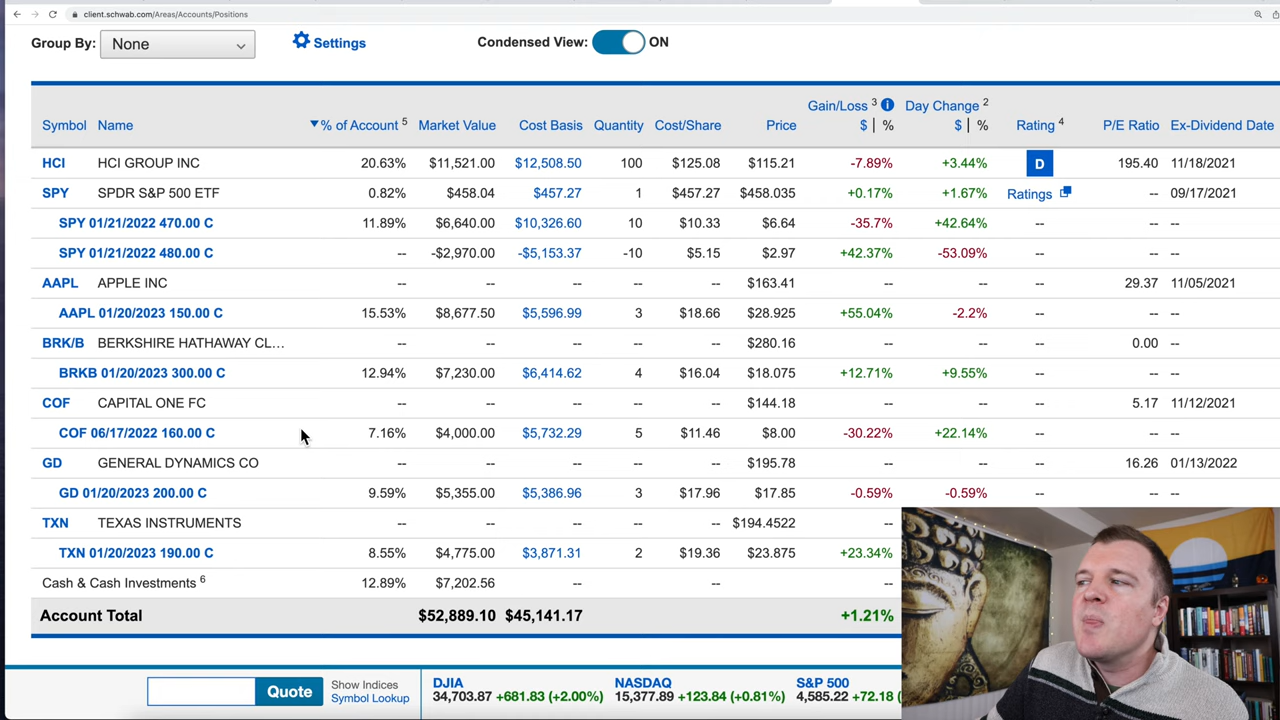 client.schwab.com/Areas/Accounts/Positions
Group By: None Settings Condensed View: ON
Gain/Loss 3 i Day Change 2
Symbol Name ▼% of Account 5 Market Value Cost Basis Quantity Cost/Share Price $ | % $ | % Rating 4 P/E Ratio Ex-Dividend Date
HCI HCI GROUP INC 20.63% $11,521.00 $12,508.50 100 $125.08 $115.21 -7.89% +3.44% D 195.40 11/18/2021
SPY SPDR S&P 500 ETF 0.82% $458.04 $457.27 1 $457.27 $458.035 +0.17% +1.67% Ratings -- 09/17/2021
SPY 01/21/2022 470.00 C 11.89% $6,640.00 $10,326.60 10 $10.33 $6.64 -35.7% +42.64% -- -- --
SPY 01/21/2022 480.00 C -- -$2,970.00 -$5,153.37 -10 $5.15 $2.97 +42.37% -53.09% -- -- --
AAPL APPLE INC -- -- -- -- -- $163.41 -- -- -- 29.37 11/05/2021
AAPL 01/20/2023 150.00 C 15.53% $8,677.50 $5,596.99 3 $18.66 $28.925 +55.04% -2.2% -- -- --
BRK/B BERKSHIRE HATHAWAY CL... -- -- -- -- -- $280.16 -- -- -- 0.00 --
BRKB 01/20/2023 300.00 C 12.94% $7,230.00 $6,414.62 4 $16.04 $18.075 +12.71% +9.55% -- -- --
COF CAPITAL ONE FC -- -- -- -- -- $144.18 -- -- -- 5.17 11/12/2021
COF 06/17/2022 160.00 C 7.16% $4,000.00 $5,732.29 5 $11.46 $8.00 -30.22% +22.14% -- -- --
GD GENERAL DYNAMICS CO -- -- -- -- -- $195.78 -- -- -- 16.26 01/13/2022
GD 01/20/2023 200.00 C 9.59% $5,355.00 $5,386.96 3 $17.96 $17.85 -0.59% -0.59% -- -- --
TXN TEXAS INSTRUMENTS -- -- -- -- -- $194.4522 --
TXN 01/20/2023 190.00 C 8.55% $4,775.00 $3,871.31 2 $19.36 $23.875 +23.34%
Cash & Cash Investments 6 12.89% $7,202.56 -- -- --
Account Total $52,889.10 $45,141.17 +1.21%
Quote Show Indices Symbol Lookup
DJIA NASDAQ S&P 500
34,703.87 +681.83 (+2.00%) 15,377.89 +123.84 (+0.81%) 4,585.22 +72.18 (